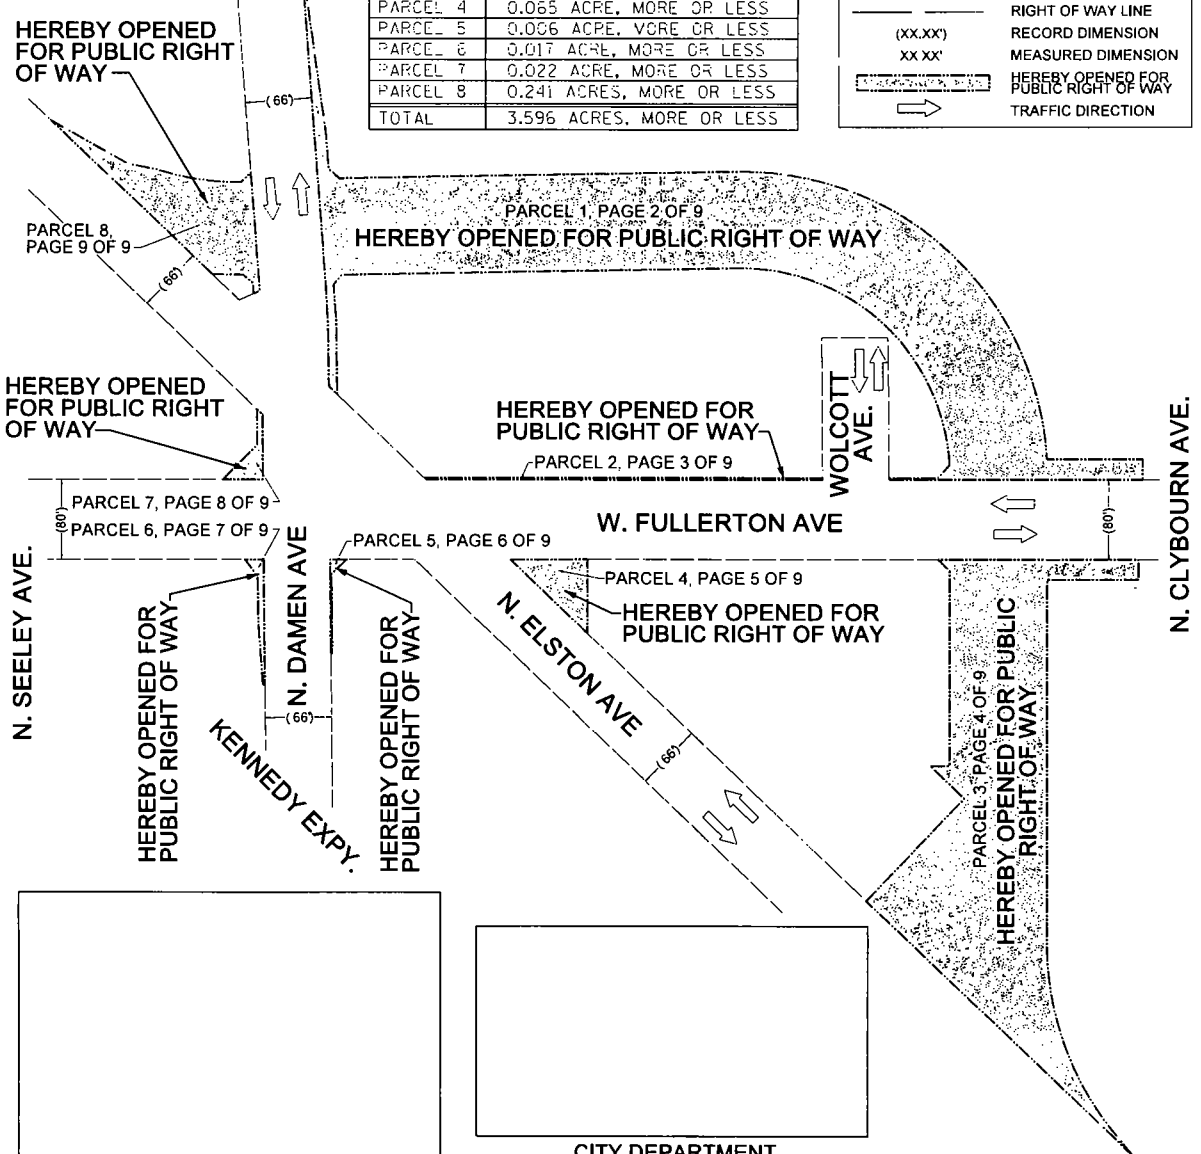 PARCEL 4 0.065 ACRE, MORE OR LESS
PARCEL 5 0.006 ACRE, MORE OR LESS
PARCEL 6 0.017 ACRE, MORE OR LESS
PARCEL 7 0.022 ACRE, MORE OR LESS
PARCEL 8 0.241 ACRES, MORE OR LESS
TOTAL 3.596 ACRES, MORE OR LESS
RIGHT OF WAY LINE
(XX.XX') RECORD DIMENSION
XX XX' MEASURED DIMENSION
HEREBY OPENED FOR
PUBLIC RIGHT OF WAY
TRAFFIC DIRECTION
HEREBY OPENED
FOR PUBLIC RIGHT
OF WAY
(66')
PARCEL 8,
PAGE 9 OF 9
(66')
PARCEL 1, PAGE 2 OF 9
HEREBY OPENED FOR PUBLIC RIGHT OF WAY
HEREBY OPENED
FOR PUBLIC RIGHT
OF WAY
HEREBY OPENED FOR
PUBLIC RIGHT OF WAY
PARCEL 2, PAGE 3 OF 9
WOLCOTT
AVE.
N. CLYBOURN AVE.
PARCEL 7, PAGE 8 OF 9
(80')
PARCEL 6, PAGE 7 OF 9
W. FULLERTON AVE
(80')
PARCEL 5, PAGE 6 OF 9
PARCEL 4, PAGE 5 OF 9
HEREBY OPENED FOR
PUBLIC RIGHT OF WAY
N. SEELEY AVE.
HEREBY OPENED FOR
PUBLIC RIGHT OF WAY
N. DAMEN AVE
(66')
HEREBY OPENED FOR
PUBLIC RIGHT OF WAY
KENNEDY EXPY.
N. ELSTON AVE
(66')
PARCEL 3, PAGE 4 OF 9
HEREBY OPENED FOR PUBLIC
RIGHT OF WAY
CITY DEPARTMENT